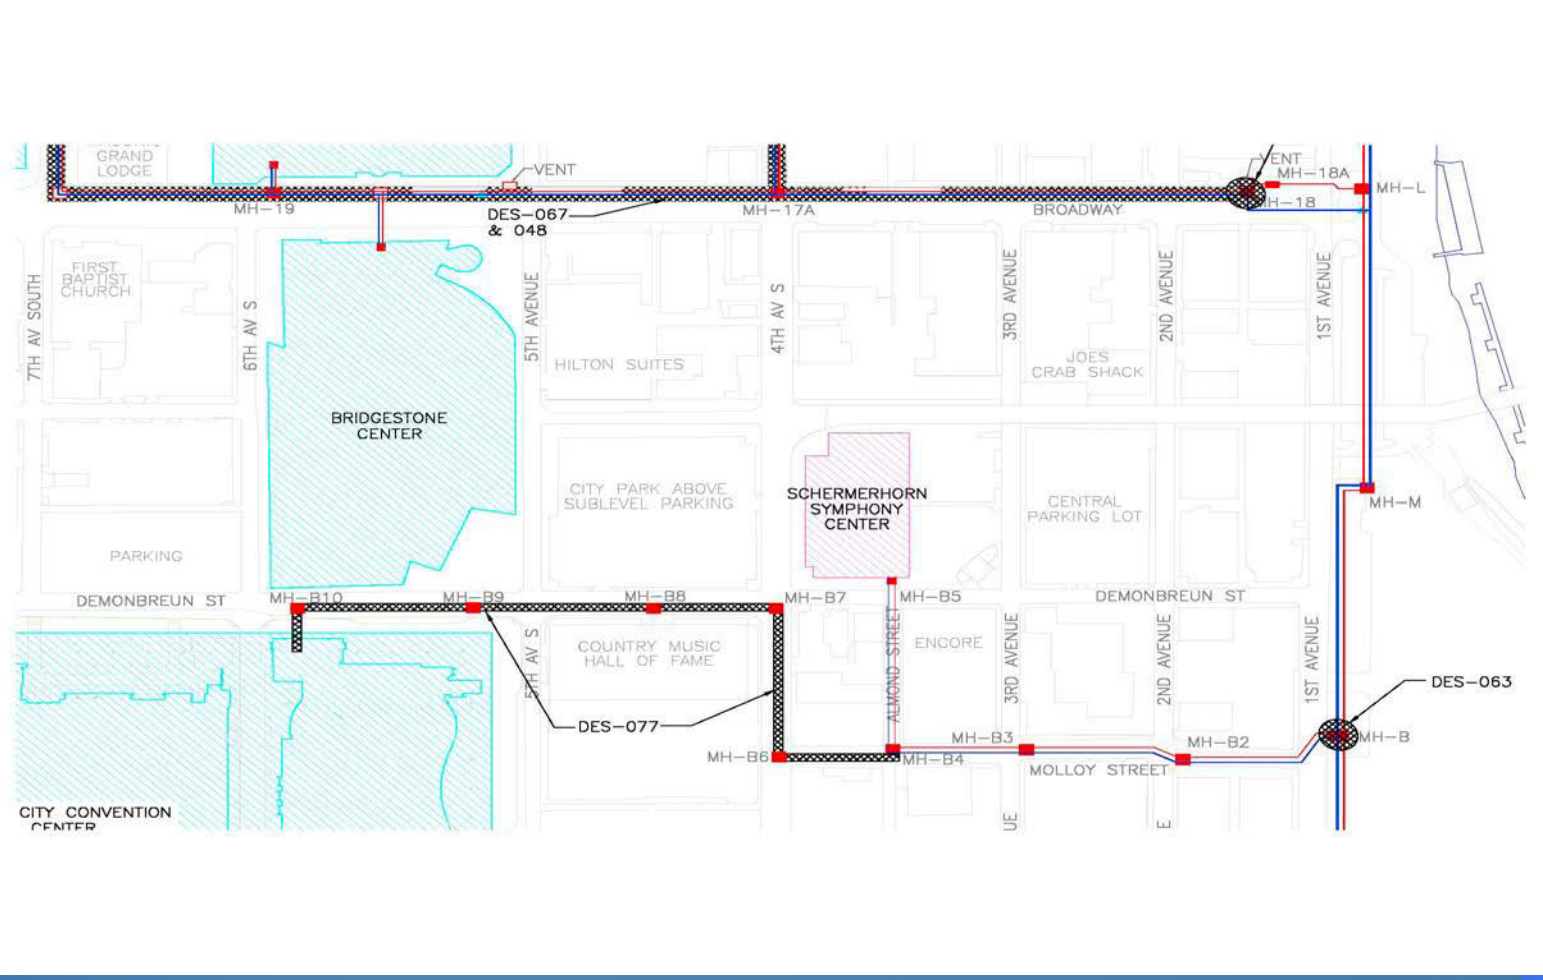 GRAND
LODGE
VENT
VENT
MH-18A
MH-L
MH-19
DES-067
& 048
MH-17A
BROADWAY
MH-18
FIRST
BAPTIST
CHURCH
7TH AV SOUTH
6TH AV S
5TH AVENUE
4TH AV S
3RD AVENUE
2ND AVENUE
1ST AVENUE
HILTON SUITES
JOES
CRAB SHACK
BRIDGESTONE
CENTER
CITY PARK ABOVE
SUBLEVEL PARKING
SCHERMERHORN
SYMPHONY
CENTER
CENTRAL
PARKING LOT
MH-M
PARKING
DEMONBREUN ST
MH-B10
MH-B9
MH-B8
MH-B7
MH-B5
DEMONBREUN ST
5TH AV S
COUNTRY MUSIC
HALL OF FAME
ALMOND STREET
ENCORE
3RD AVENUE
2ND AVENUE
1ST AVENUE
DES-063
DES-077
MH-B6
MH-B4
MH-B3
MH-B2
MH-B
MOLLOY STREET
CITY CONVENTION
CENTER
UE
E